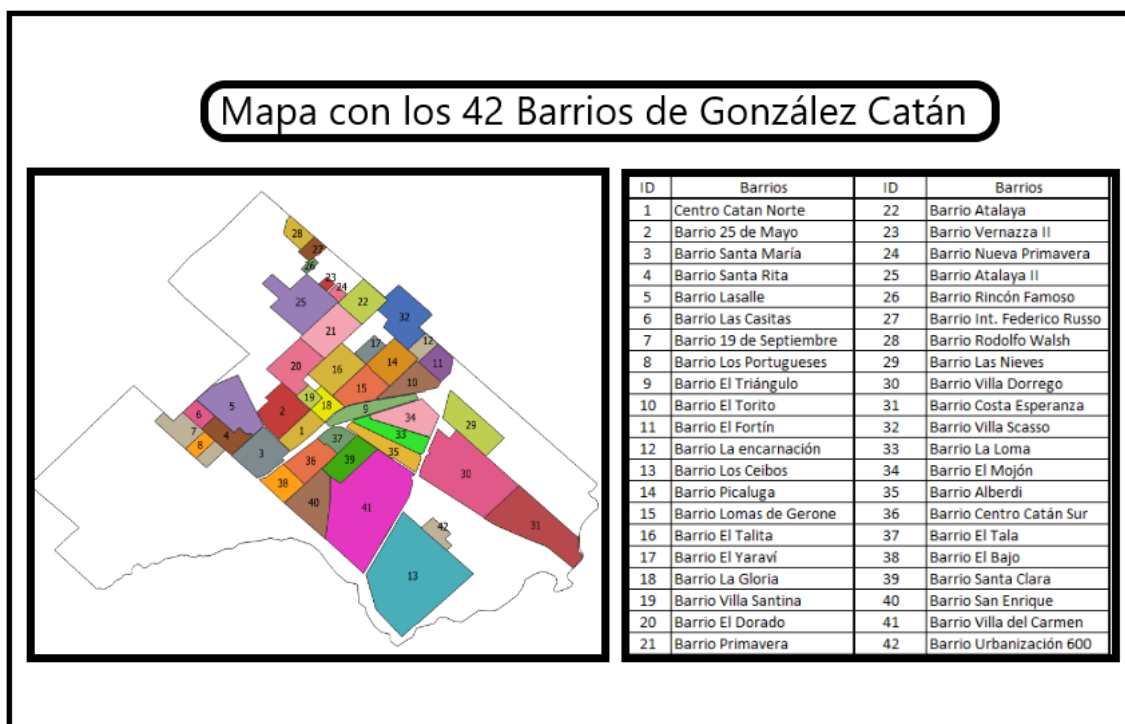 Mapa con los 42 Barrios de González Catán
28
27
26
23
24
25
22
32
21
12
17
11
14
20
16
10
15
19
5
18
9
6
2
34
29
7
1
33
4
37
8
3
35
36
39
30
38
40
41
42
31
13
ID Barrios ID Barrios
1 Centro Catan Norte 22 Barrio Atalaya
2 Barrio 25 de Mayo 23 Barrio Vernazza II
3 Barrio Santa María 24 Barrio Nueva Primavera
4 Barrio Santa Rita 25 Barrio Atalaya II
5 Barrio Lasalle 26 Barrio Rincón Famoso
6 Barrio Las Casitas 27 Barrio Int. Federico Russo
7 Barrio 19 de Septiembre 28 Barrio Rodolfo Walsh
8 Barrio Los Portugueses 29 Barrio Las Nieves
9 Barrio El Triángulo 30 Barrio Villa Dorrego
10 Barrio El Torito 31 Barrio Costa Esperanza
11 Barrio El Fortín 32 Barrio Villa Scasso
12 Barrio La encarnación 33 Barrio La Loma
13 Barrio Los Ceibos 34 Barrio El Mojón
14 Barrio Picaluga 35 Barrio Alberdi
15 Barrio Lomas de Gerone 36 Barrio Centro Catán Sur
16 Barrio El Talita 37 Barrio El Tala
17 Barrio El Yaraví 38 Barrio El Bajo
18 Barrio La Gloria 39 Barrio Santa Clara
19 Barrio Villa Santina 40 Barrio San Enrique
20 Barrio El Dorado 41 Barrio Villa del Carmen
21 Barrio Primavera 42 Barrio Urbanización 600